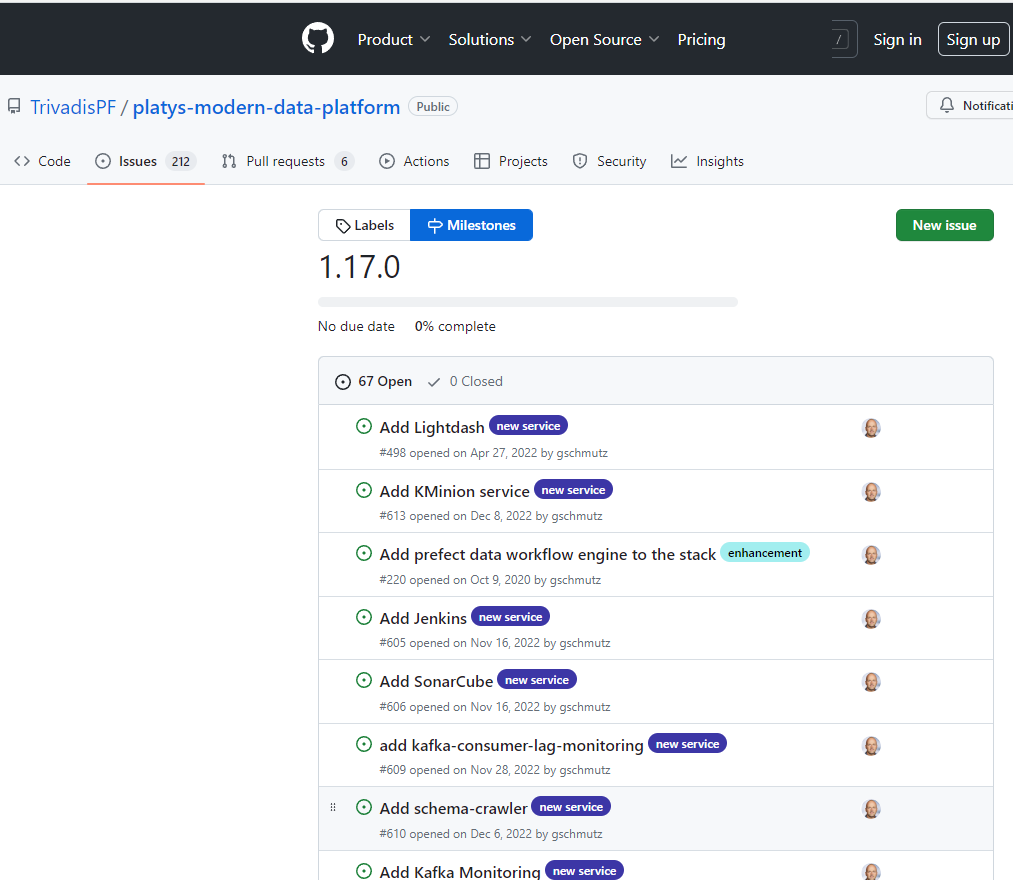 Product Solutions Open Source Pricing / Sign in Sign up
TrivadisPF / platys-modern-data-platform Public
Code Issues 212 Pull requests 6 Actions Projects Security Insights
Labels Milestones New issue
1.17.0
No due date 0% complete
67 Open 0 Closed
Add Lightdash new service
#498 opened on Apr 27, 2022 by gschmutz
Add KMinion service new service
#613 opened on Dec 8, 2022 by gschmutz
Add prefect data workflow engine to the stack enhancement
#220 opened on Oct 9, 2020 by gschmutz
Add Jenkins new service
#605 opened on Nov 16, 2022 by gschmutz
Add SonarCube new service
#606 opened on Nov 16, 2022 by gschmutz
add kafka-consumer-lag-monitoring new service
#609 opened on Nov 28, 2022 by gschmutz
Add schema-crawler new service
#610 opened on Dec 6, 2022 by gschmutz
Add Kafka Monitoring new service